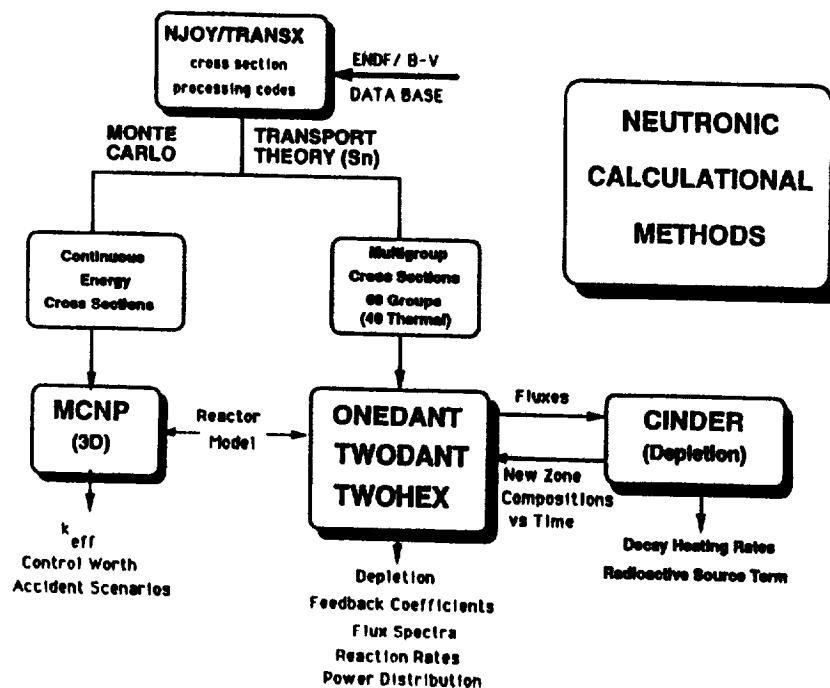 NJOY/TRANSX
cross section
processing codes
ENDF/ B-V
DATA BASE
NEUTRONIC
CALCULATIONAL
METHODS
MONTE
CARLO
TRANSPORT
THEORY (Sn)
Continuous
Energy
Cross Sections
Multigroup
Cross Sections
69 Groups
(40 Thermal)
MCNP
(3D)
Reactor
Model
ONEDANT
TWODANT
TWOHEX
Fluxes
New Zone
Compositions
vs Time
CINDER
(Depletion)
k eff
Control Worth
Accident Scenarios
Depletion
Feedback Coefficients
Flux Spectra
Reaction Rates
Power Distribution
Decay Heating Rates
Radioactive Source Term